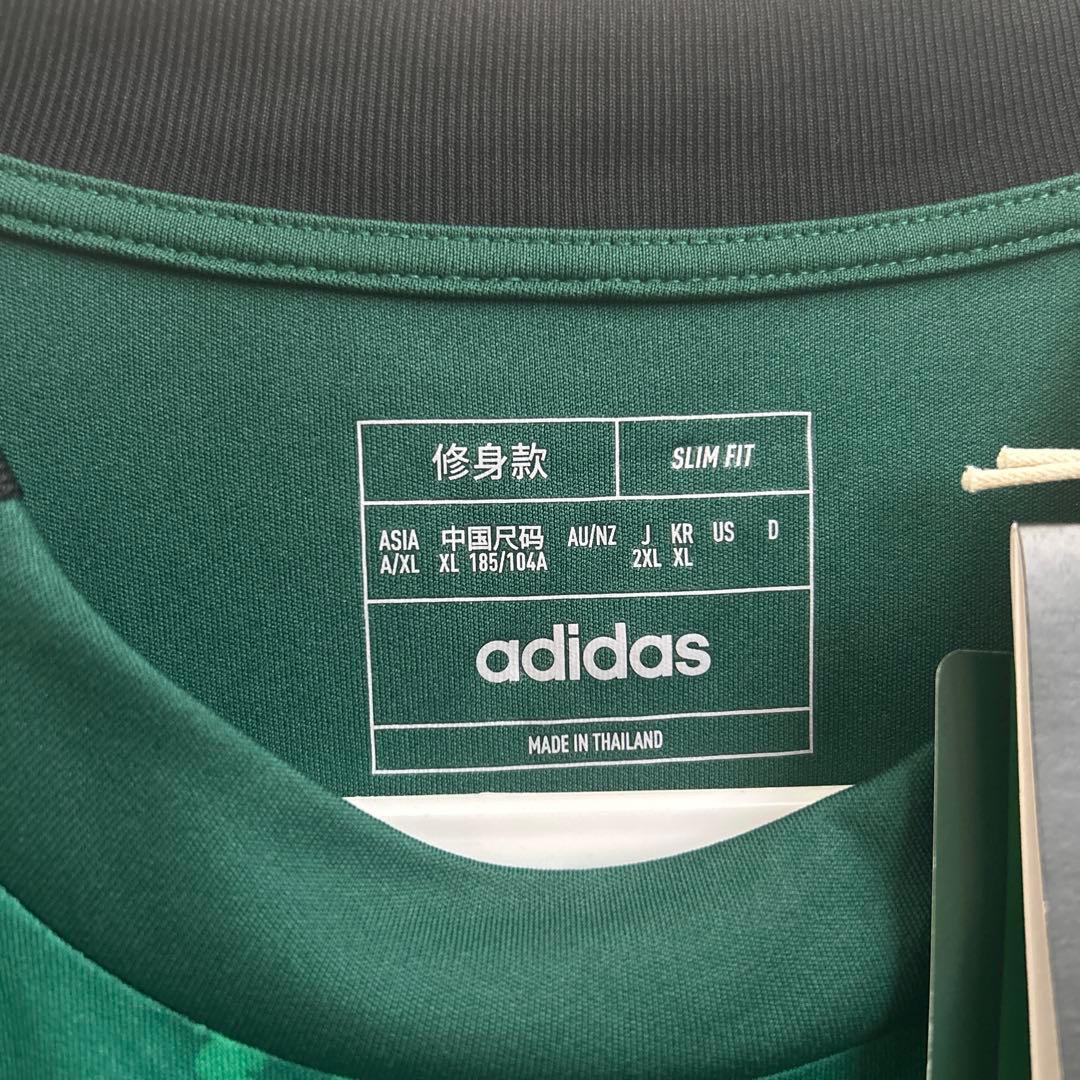 修身款 SLIM FIT
ASIA 中国尺码 AU/NZ J KR US D
A/XL XL 185/104A 2XL XL
adidas
MADE IN THAILAND